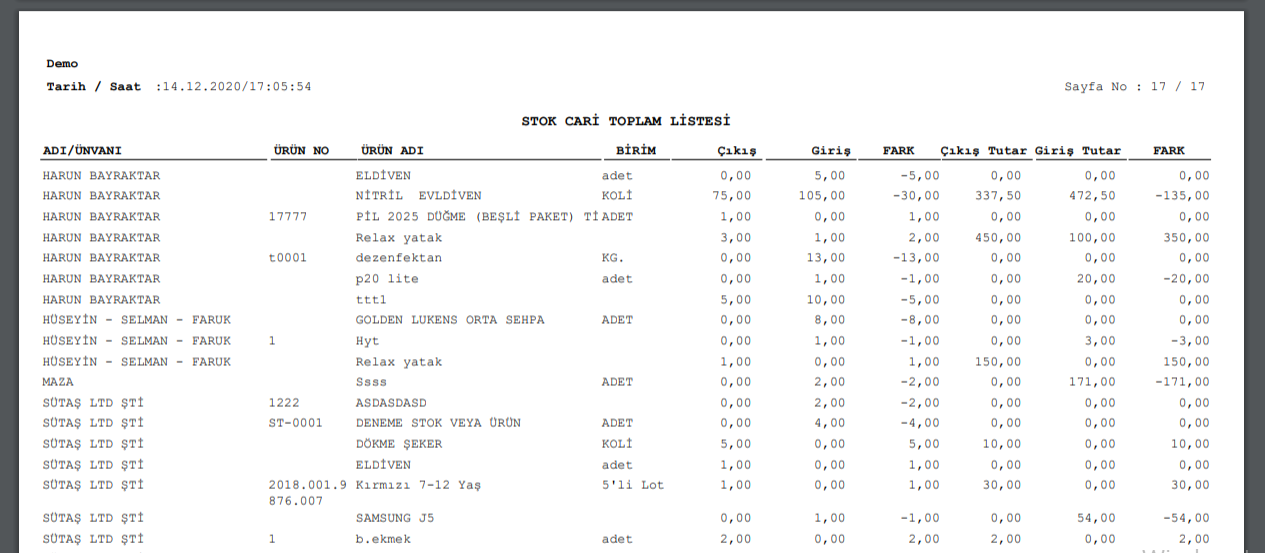 Demo
Tarih / Saat :14.12.2020/17:05:54 Sayfa No : 17 / 17
STOK CARİ TOPLAM LİSTESİ
ADI/ÜNVANI ÜRÜN NO ÜRÜN ADI BİRİM Çıkış Giriş FARK Çıkış Tutar Giriş Tutar FARK
HARUN BAYRAKTAR ELDİVEN adet 0,00 5,00 -5,00 0,00 0,00 0,00
HARUN BAYRAKTAR NİTRİL EVLDİVEN KOLİ 75,00 105,00 -30,00 337,50 472,50 -135,00
HARUN BAYRAKTAR 17777 PİL 2025 DÜĞME (BEŞLİ PAKET) Tİ ADET 1,00 0,00 1,00 0,00 0,00 0,00
HARUN BAYRAKTAR Relax yatak 3,00 1,00 2,00 450,00 100,00 350,00
HARUN BAYRAKTAR t0001 dezenfektan KG. 0,00 13,00 -13,00 0,00 0,00 0,00
HARUN BAYRAKTAR p20 lite adet 0,00 1,00 -1,00 0,00 20,00 -20,00
HARUN BAYRAKTAR ttt1 5,00 10,00 -5,00 0,00 0,00 0,00
HÜSEYİN - SELMAN - FARUK GOLDEN LUKENS ORTA SEHPA ADET 0,00 8,00 -8,00 0,00 0,00 0,00
HÜSEYİN - SELMAN - FARUK 1 Hyt 0,00 1,00 -1,00 0,00 3,00 -3,00
HÜSEYİN - SELMAN - FARUK Relax yatak 1,00 0,00 1,00 150,00 0,00 150,00
MAZA Ssss ADET 0,00 2,00 -2,00 0,00 171,00 -171,00
SÜTAŞ LTD ŞTİ 1222 ASDASDASD 0,00 2,00 -2,00 0,00 0,00 0,00
SÜTAŞ LTD ŞTİ ST-0001 DENEME STOK VEYA ÜRÜN ADET 0,00 4,00 -4,00 0,00 0,00 0,00
SÜTAŞ LTD ŞTİ DÖKME ŞEKER KOLİ 5,00 0,00 5,00 10,00 0,00 10,00
SÜTAŞ LTD ŞTİ ELDİVEN adet 1,00 0,00 1,00 0,00 0,00 0,00
SÜTAŞ LTD ŞTİ 2018.001.9 Kırmızı 7-12 Yaş 5'li Lot 1,00 0,00 1,00 30,00 0,00 30,00
876.007
SÜTAŞ LTD ŞTİ SAMSUNG J5 0,00 1,00 -1,00 0,00 54,00 -54,00
SÜTAŞ LTD ŞTİ 1 b.ekmek adet 2,00 0,00 2,00 2,00 0,00 2,00